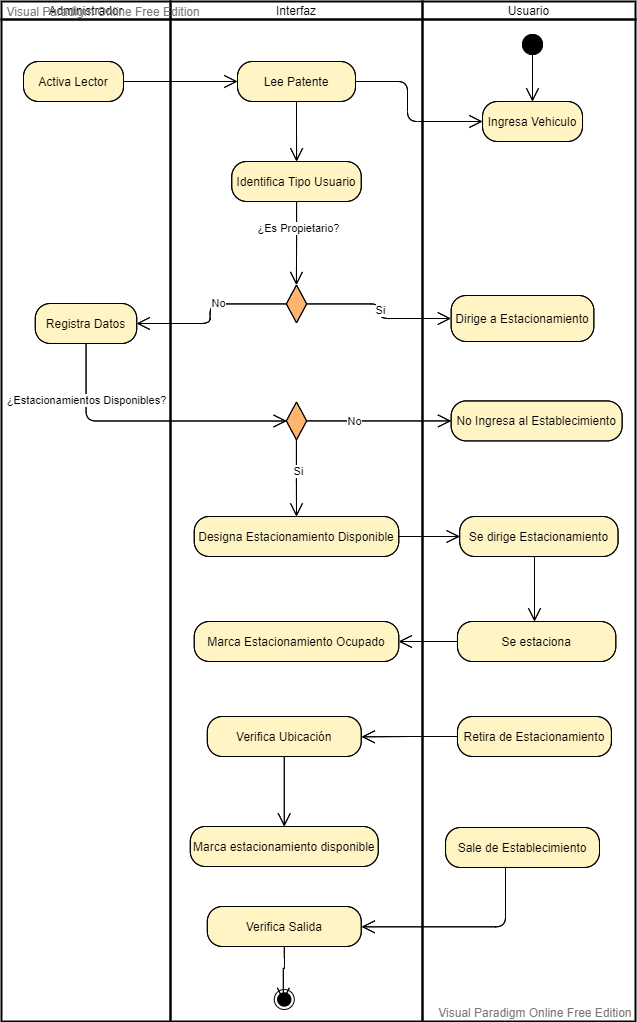 Visual Paradigm Online Free Edition
Administrador
Interfaz
Usuario
Activa Lector
Lee Patente
Ingresa Vehiculo
Identifica Tipo Usuario
¿Es Propietario?
No
Si
Registra Datos
Dirige a Estacionamiento
¿Estacionamientos Disponibles?
No
No Ingresa al Establecimiento
Si
Designa Estacionamiento Disponible
Se dirige Estacionamiento
Marca Estacionamiento Ocupado
Se estaciona
Verifica Ubicación
Retira de Estacionamiento
Marca estacionamiento disponible
Sale de Establecimiento
Verifica Salida
Visual Paradigm Online Free Edition